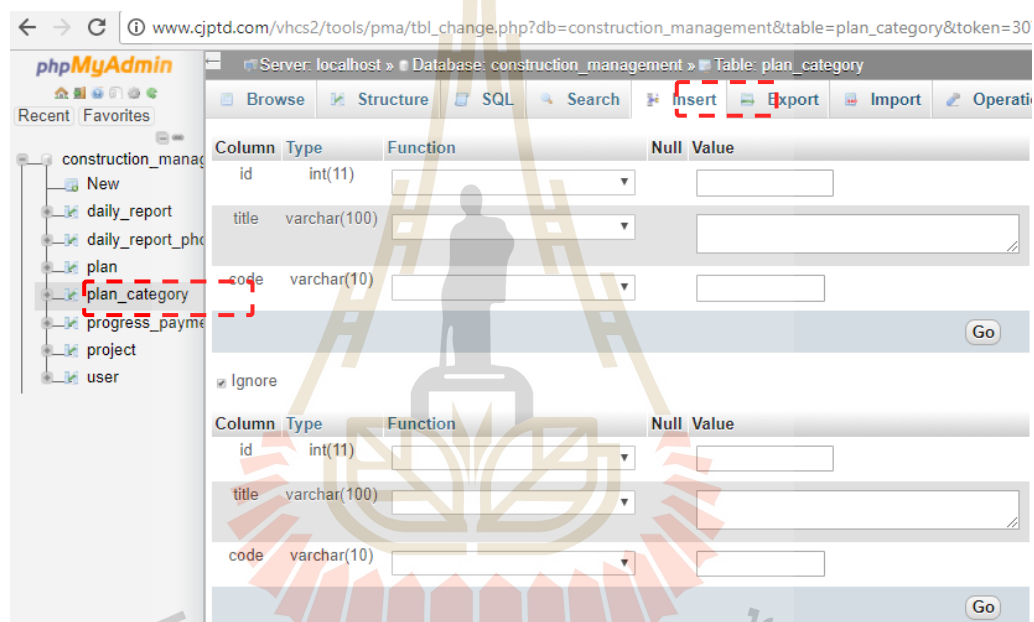 www.cjptd.com/vhcs2/tools/pma/tbl_change.php?db=construction_management&table=plan_category&token=30
phpMyAdmin
Recent Favorites
construction_manag
New
daily_report
daily_report_pho
plan
plan_category
progress_payme
project
user
Server: localhost » Database: construction_management » Table: plan_category
Browse Structure SQL Search Insert Export Import Operati
Column Type Function Null Value
id int(11)
title varchar(100)
code varchar(10)
Go
Ignore
Column Type Function Null Value
id int(11)
title varchar(100)
code varchar(10)
Go